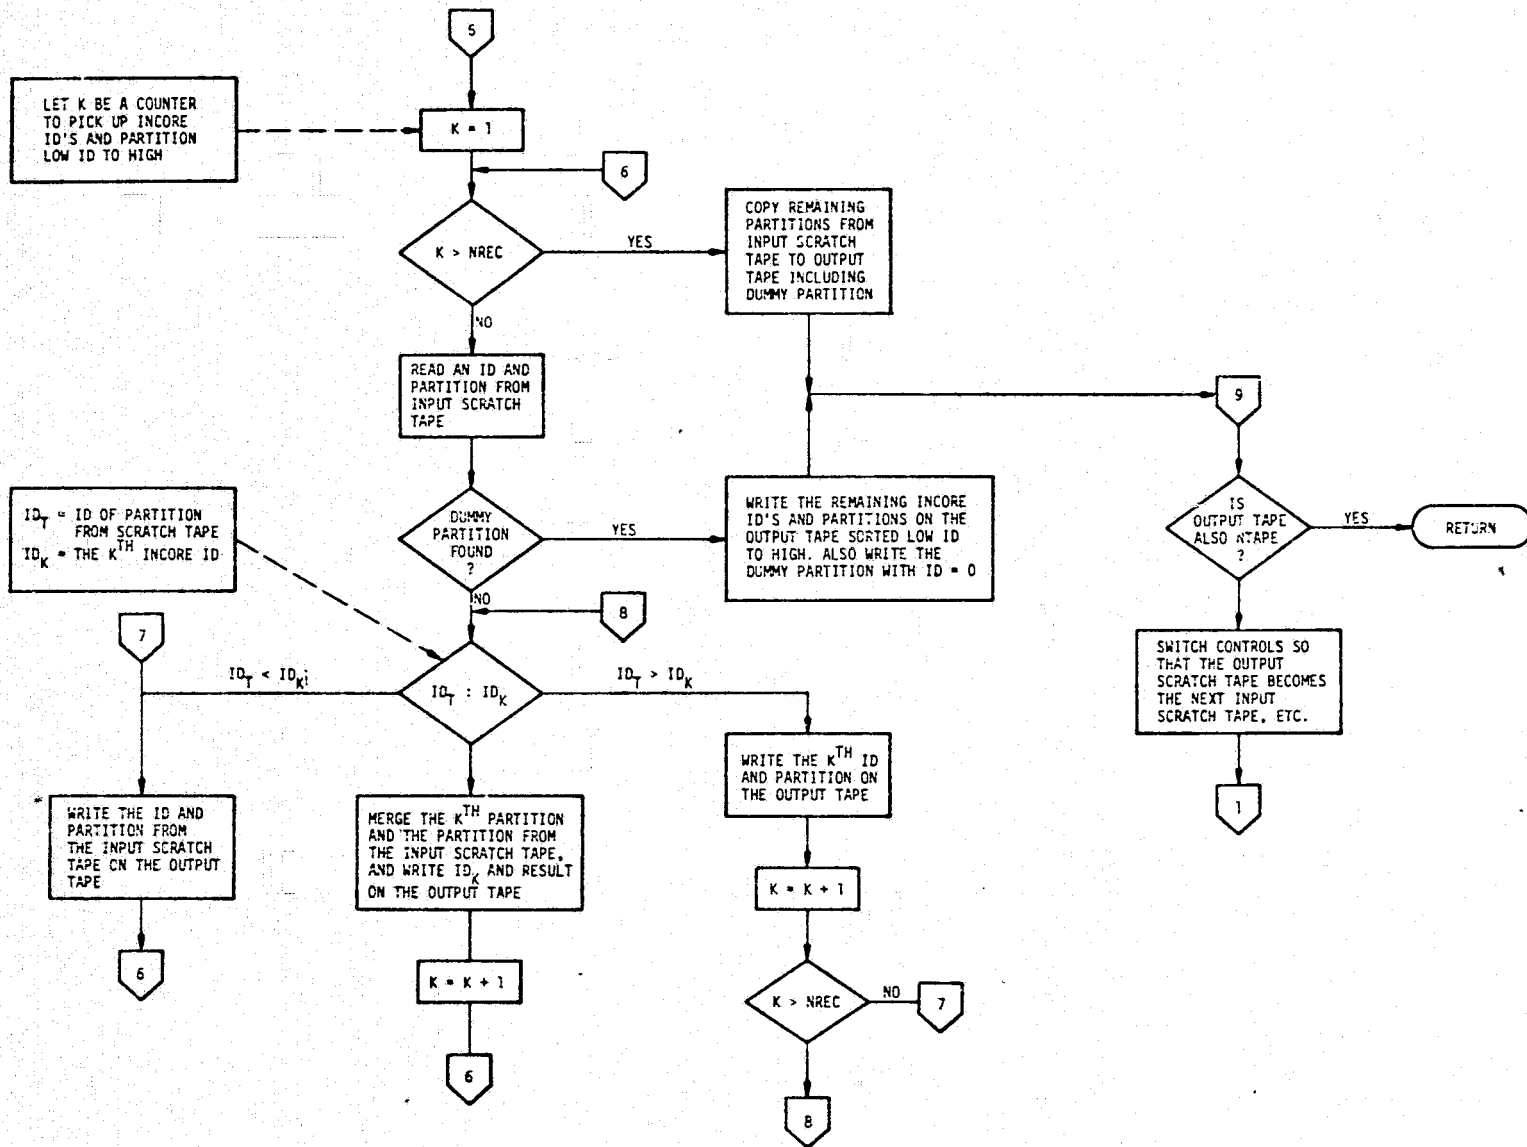 5
LET K BE A COUNTER
TO PICK UP INCORE
ID'S AND PARTITION
LOW ID TO HIGH
K = 1
6
K > NREC
YES
NO
COPY REMAINING
PARTITIONS FROM
INPUT SCRATCH
TAPE TO OUTPUT
TAPE INCLUDING
DUMMY PARTITION
READ AN ID AND
PARTITION FROM
INPUT SCRATCH
TAPE
9
ID_T = ID OF PARTITION
FROM SCRATCH TAPE
ID_K = THE K^TH INCORE ID
DUMMY
PARTITION
FOUND
?
YES
NO
WRITE THE REMAINING INCORE
ID'S AND PARTITIONS ON THE
OUTPUT TAPE SORTED LOW ID
TO HIGH. ALSO WRITE THE
DUMMY PARTITION WITH ID = 0
IS
OUTPUT TAPE
ALSO NTAPE
?
YES
RETURN
7
8
ID_T < ID_K
ID_T : ID_K
ID_T > ID_K
SWITCH CONTROLS SO
THAT THE OUTPUT
SCRATCH TAPE BECOMES
THE NEXT INPUT
SCRATCH TAPE, ETC.
1
WRITE THE ID AND
PARTITION FROM
THE INPUT SCRATCH
TAPE ON THE OUTPUT
TAPE
6
MERGE THE K^TH PARTITION
AND THE PARTITION FROM
THE INPUT SCRATCH TAPE,
AND WRITE ID_K AND RESULT
ON THE OUTPUT TAPE
K = K + 1
6
WRITE THE K^TH ID
AND PARTITION ON
THE OUTPUT TAPE
K = K + 1
K > NREC
NO
7
8